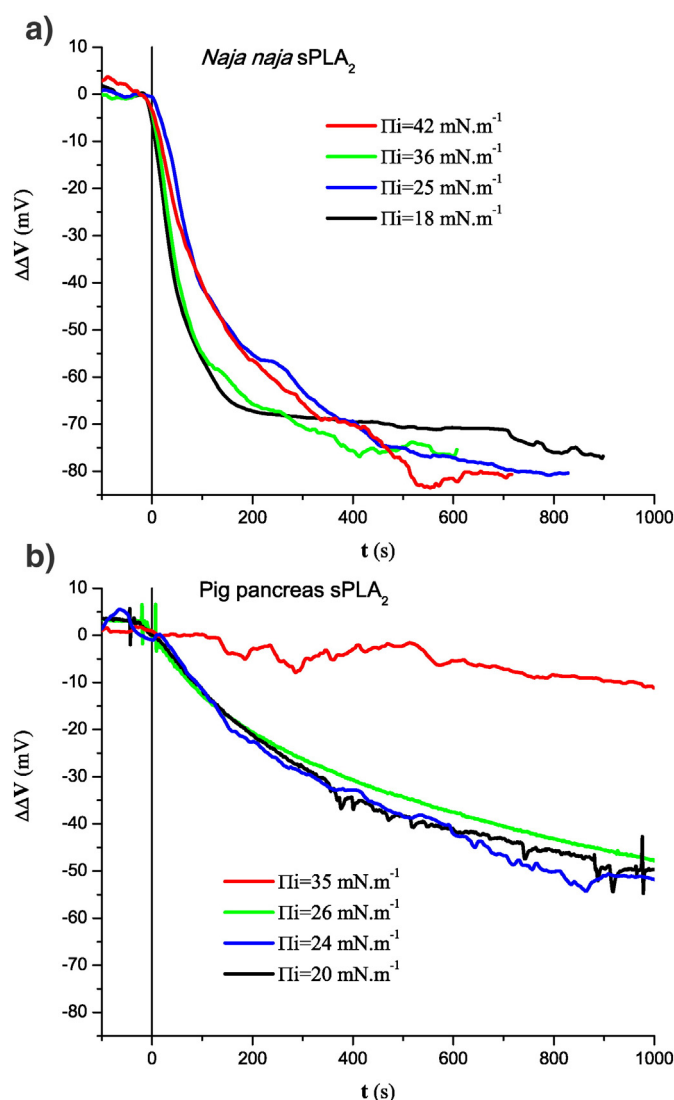 a)
Naja naja sPLA₂
Πi=42 mN.m⁻¹
Πi=36 mN.m⁻¹
Πi=25 mN.m⁻¹
Πi=18 mN.m⁻¹
10
0
-10
-20
-30
-40
-50
-60
-70
-80
ΔΔV (mV)
0 200 400 600 800 1000
t (s)
b)
Pig pancreas sPLA₂
10
0
-10
-20
-30
-40
-50
-60
-70
-80
ΔΔV (mV)
Πi=35 mN.m⁻¹
Πi=26 mN.m⁻¹
Πi=24 mN.m⁻¹
Πi=20 mN.m⁻¹
0 200 400 600 800 1000
t (s)